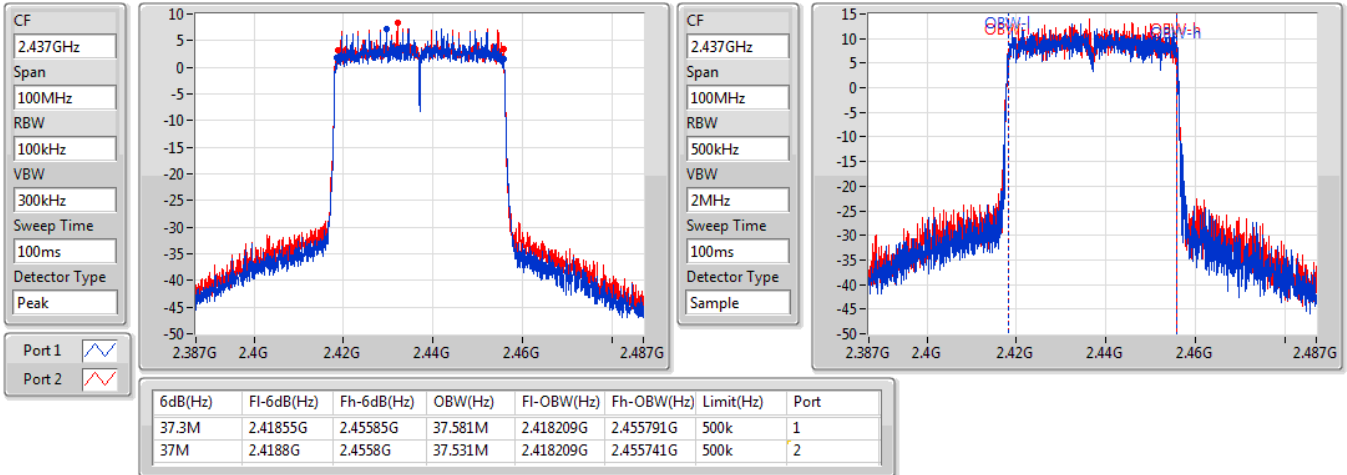 CF
2.437GHz
Span
100MHz
RBW
100kHz
VBW
300kHz
Sweep Time
100ms
Detector Type
Peak
Port 1
Port 2
10
5
0
-5
-10
-15
-20
-25
-30
-35
-40
-45
-50
2.387G 2.4G 2.42G 2.44G 2.46G 2.487G
CF
2.437GHz
Span
100MHz
RBW
500kHz
VBW
2MHz
Sweep Time
100ms
Detector Type
Sample
15
10
5
0
-5
-10
-15
-20
-25
-30
-35
-40
-45
-50
OBW-l
OBW-h
2.387G 2.4G 2.42G 2.44G 2.46G 2.487G
6dB(Hz) Fl-6dB(Hz) Fh-6dB(Hz) OBW(Hz) Fl-OBW(Hz) Fh-OBW(Hz) Limit(Hz) Port
37.3M 2.41855G 2.45585G 37.581M 2.418209G 2.455791G 500k 1
37M 2.4188G 2.4558G 37.531M 2.418209G 2.455741G 500k 2